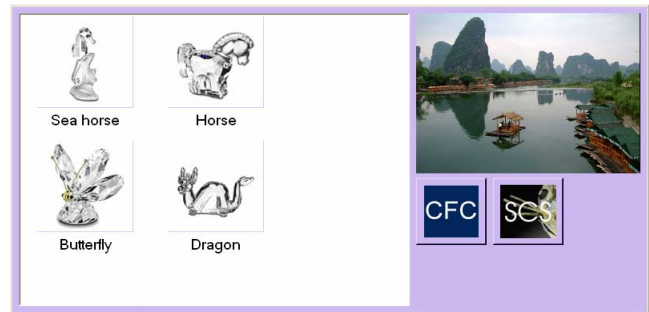 Sea horse
Horse
Butterfly
Dragon
CFC
SCS